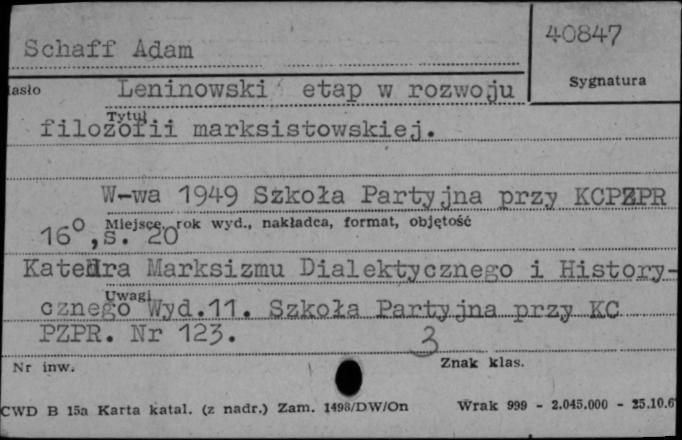 Schaff Adam
40847
Sygnatura
asło
Leninowski etap w rozwoju
Tytuł
filozofii marksistowskiej.
W-wa 1949 Szkoła Partyjna przy KCPZPR
Miejsce, rok wyd., nakładca, format, objętość
16°, s. 20
Katedra Marksizmu Dialektycznego i History-
Uwagi
cznego Wyd.11. Szkoła Partyjna przy KC
PZPR. Nr 123.
3
Nr inw.
Znak klas.
CWD B 15a Karta katal. (z nadr.) Zam. 1498/DW/On
Wrak 999 - 2.045.000 - 25.10.6